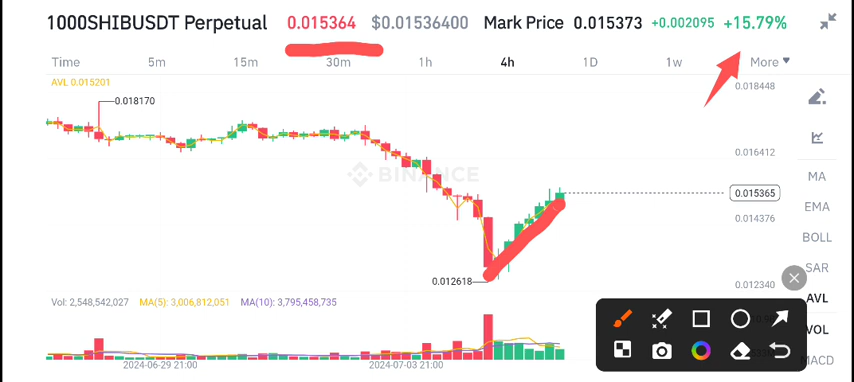 1000SHIBUSDT Perpetual 0.015364 $0.01536400 Mark Price 0.015373 +0.002095 +15.79%
Time 5m 15m 30m 1h 4h 1D 1w More
AVL 0.015201
0.018448
0.018170
0.016412
BINANCE
MA
0.015365
EMA
0.014376
BOLL
SAR
0.012618
0.012340
Vol: 2,548,542,027 MA(5): 3,006,812,051 MA(10): 3,795,458,735
AVL
VOL
MACD
2024-06-29 21:00 2024-07-03 21:00